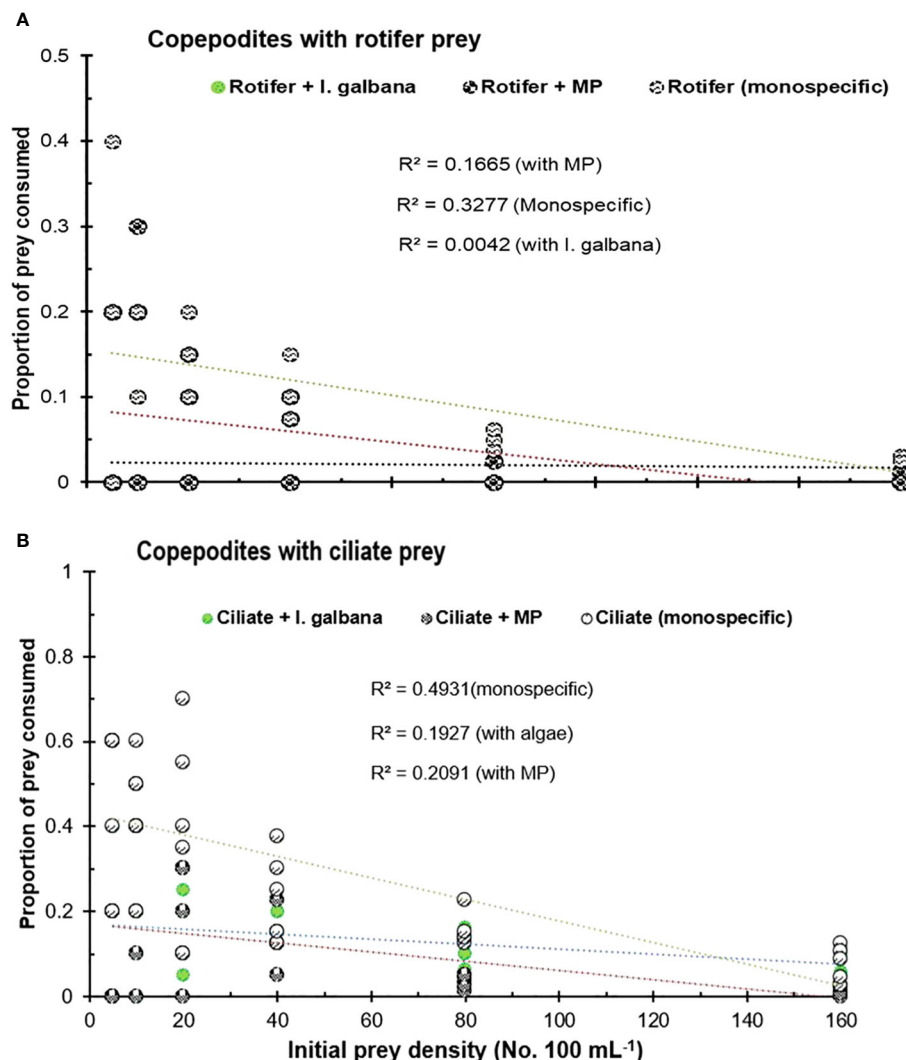 A
Copepodites with rotifer prey
0.5
Rotifer + I. galbana Rotifer + MP Rotifer (monospecific)
0.4
R² = 0.1665 (with MP)
R² = 0.3277 (Monospecific)
0.3
R² = 0.0042 (with I. galbana)
0.2
0.1
0
Proportion of prey consumed
B
Copepodites with ciliate prey
1
Ciliate + I. galbana Ciliate + MP Ciliate (monospecific)
0.8
R² = 0.4931(monospecific)
0.6
R² = 0.1927 (with algae)
R² = 0.2091 (with MP)
0.4
0.2
0
Proportion of prey consumed
0 20 40 60 80 100 120 140 160
Initial prey density (No. 100 mL⁻¹)